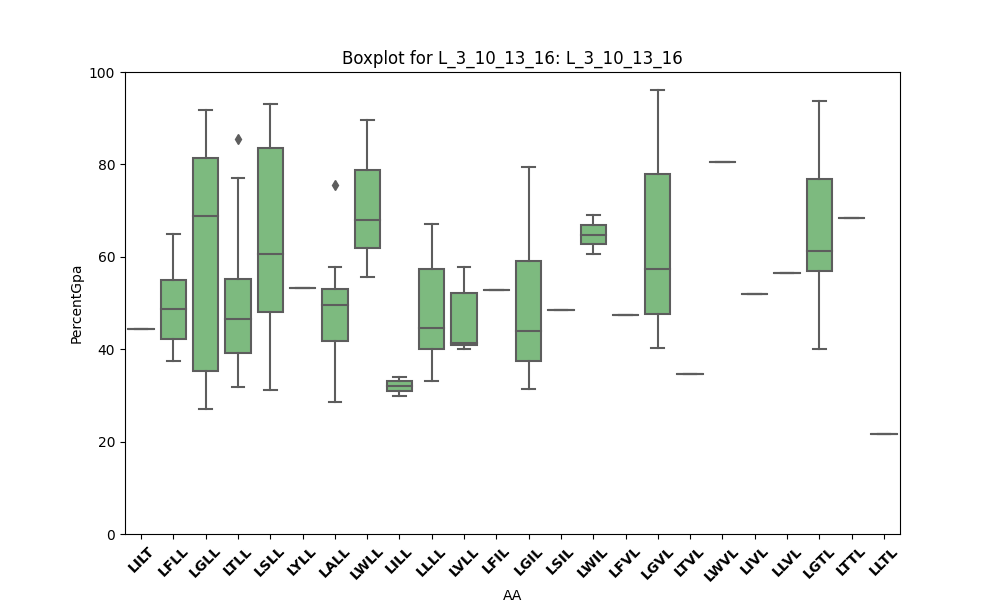 Boxplot for L_3_10_13_16: L_3_10_13_16
PercentGpa
100
80
60
40
20
0
LILT LFLL LGLL LTLL LSLL LYLL LALL LWLL LILL LLLL LVLL LFIL LGIL LSIL LWIL LFVL LGVL LTVL LWVL LIVL LLVL LGTL LTTL LLTL
AA